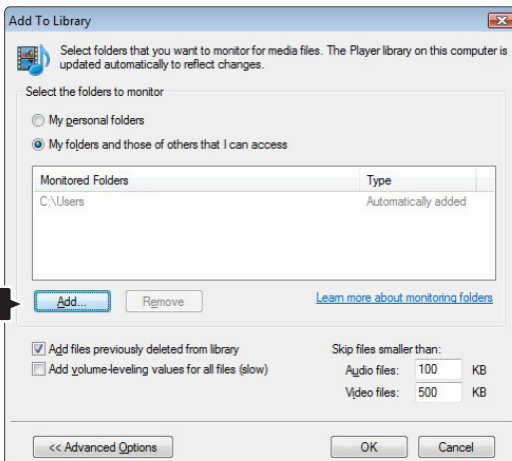 Add To Library
Select folders that you want to monitor for media files. The Player library on this computer is
updated automatically to reflect changes.
Select the folders to monitor
My personal folders
My folders and those of others that I can access
Monitored Folders Type
C:\Users Automatically added
Add... Remove Learn more about monitoring folders
Add files previously deleted from library Skip files smaller than:
Add volume-leveling values for all files (slow) Audio files: 100 KB
Video files: 500 KB
<< Advanced Options OK Cancel